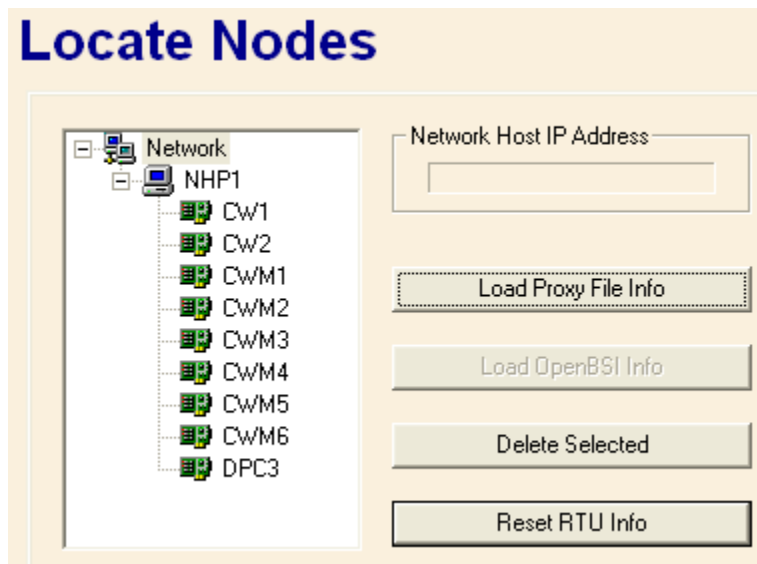 Locate Nodes
Network
NHP1
CW1
CW2
CWM1
CWM2
CWM3
CWM4
CWM5
CWM6
DPC3
Network Host IP Address
Load Proxy File Info
Load OpenBSI Info
Delete Selected
Reset RTU Info